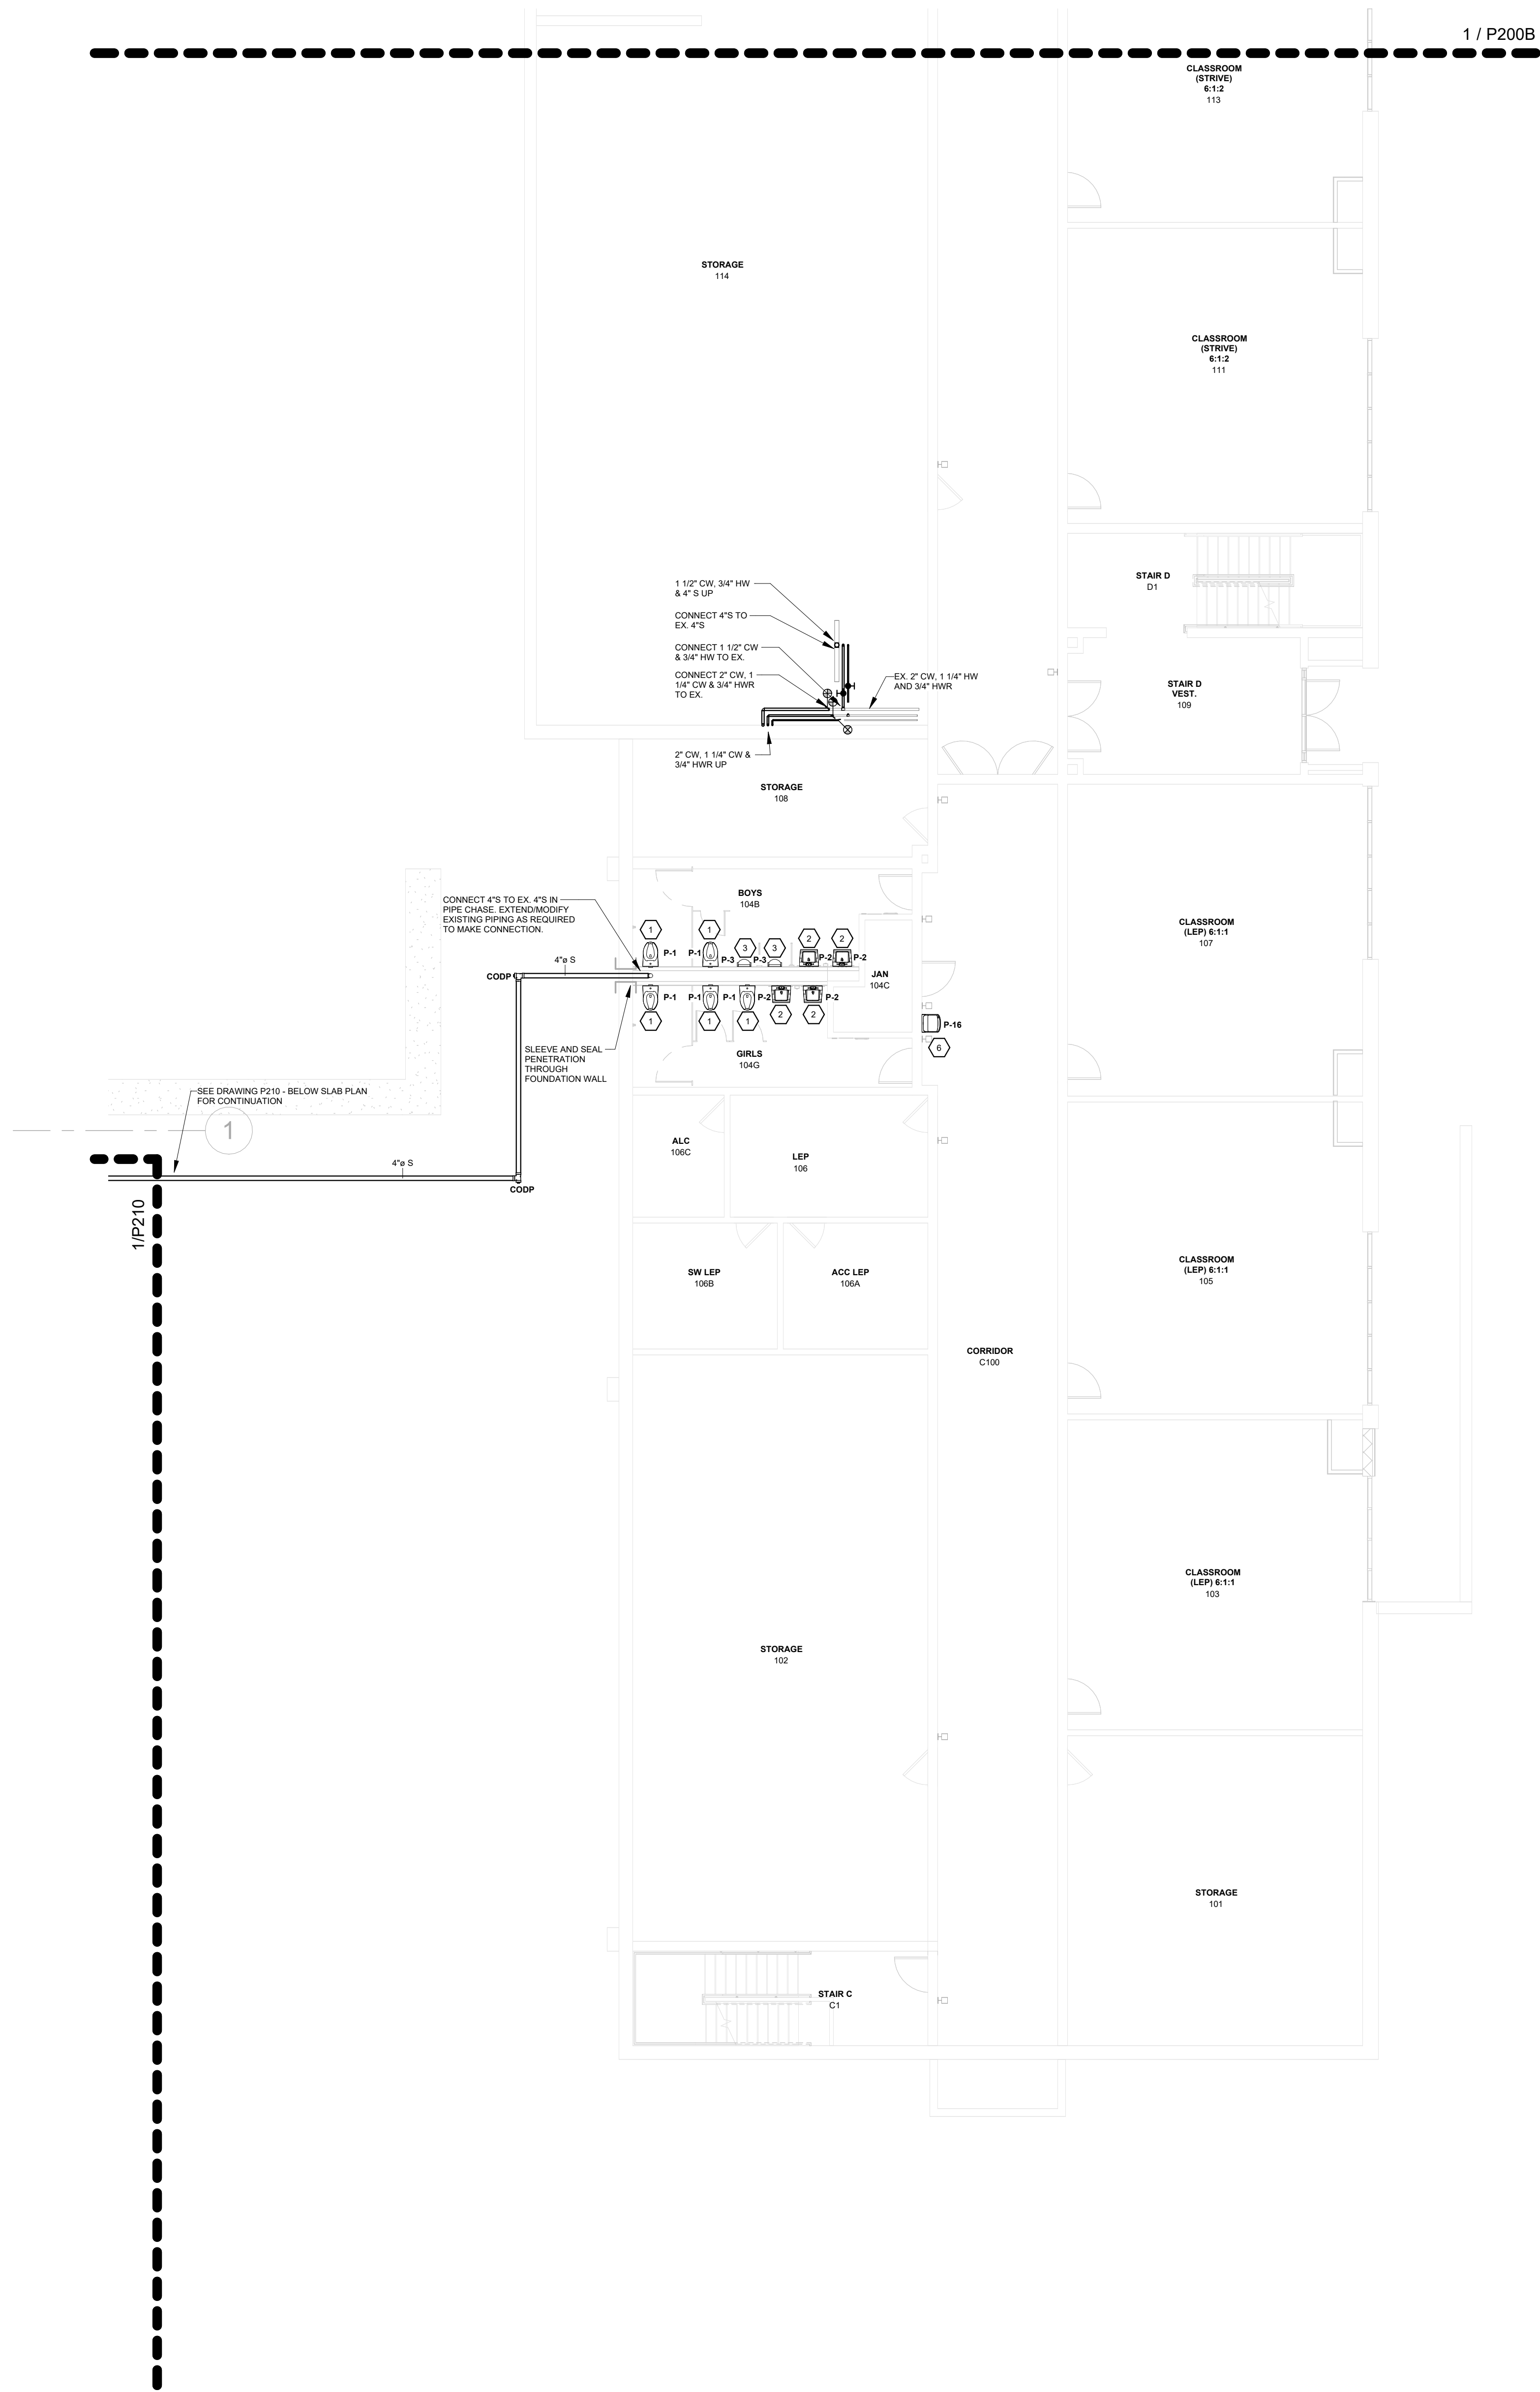 1 / P200B
CLASSROOM
(STRIVE)
6:1:2
113
STORAGE
114
CLASSROOM
(STRIVE)
6:1:2
111
STAIR D
D1
1 1/2" CW, 3/4" HW
& 4" S UP
CONNECT 4"S TO
EX. 4"S
CONNECT 1 1/2" CW
& 3/4" HW TO EX.
CONNECT 2" CW, 1
1/4" CW & 3/4" HWR
TO EX.
EX. 2" CW, 1 1/4" HW
AND 3/4" HWR
STAIR D
VEST.
109
2" CW, 1 1/4" CW &
3/4" HWR UP
STORAGE
108
BOYS
104B
CONNECT 4"S TO EX. 4"S IN
PIPE CHASE. EXTEND/MODIFY
EXISTING PIPING AS REQUIRED
TO MAKE CONNECTION.
CLASSROOM
(LEP) 6:1:1
107
1
1
3
3
2
2
P-1
P-1
P-3
P-3
P-2
P-2
4"ø S
CODP
JAN
104C
P-1
P-1
P-1
P-2
P-2
1
1
1
2
2
P-16
6
SLEEVE AND SEAL
PENETRATION
THROUGH
FOUNDATION WALL
GIRLS
104G
SEE DRAWING P210 - BELOW SLAB PLAN
FOR CONTINUATION
1
ALC
106C
LEP
106
4"ø S
CODP
1/P210
SW LEP
106B
ACC LEP
106A
CLASSROOM
(LEP) 6:1:1
105
CORRIDOR
C100
CLASSROOM
(LEP) 6:1:1
103
STORAGE
102
STORAGE
101
STAIR C
C1